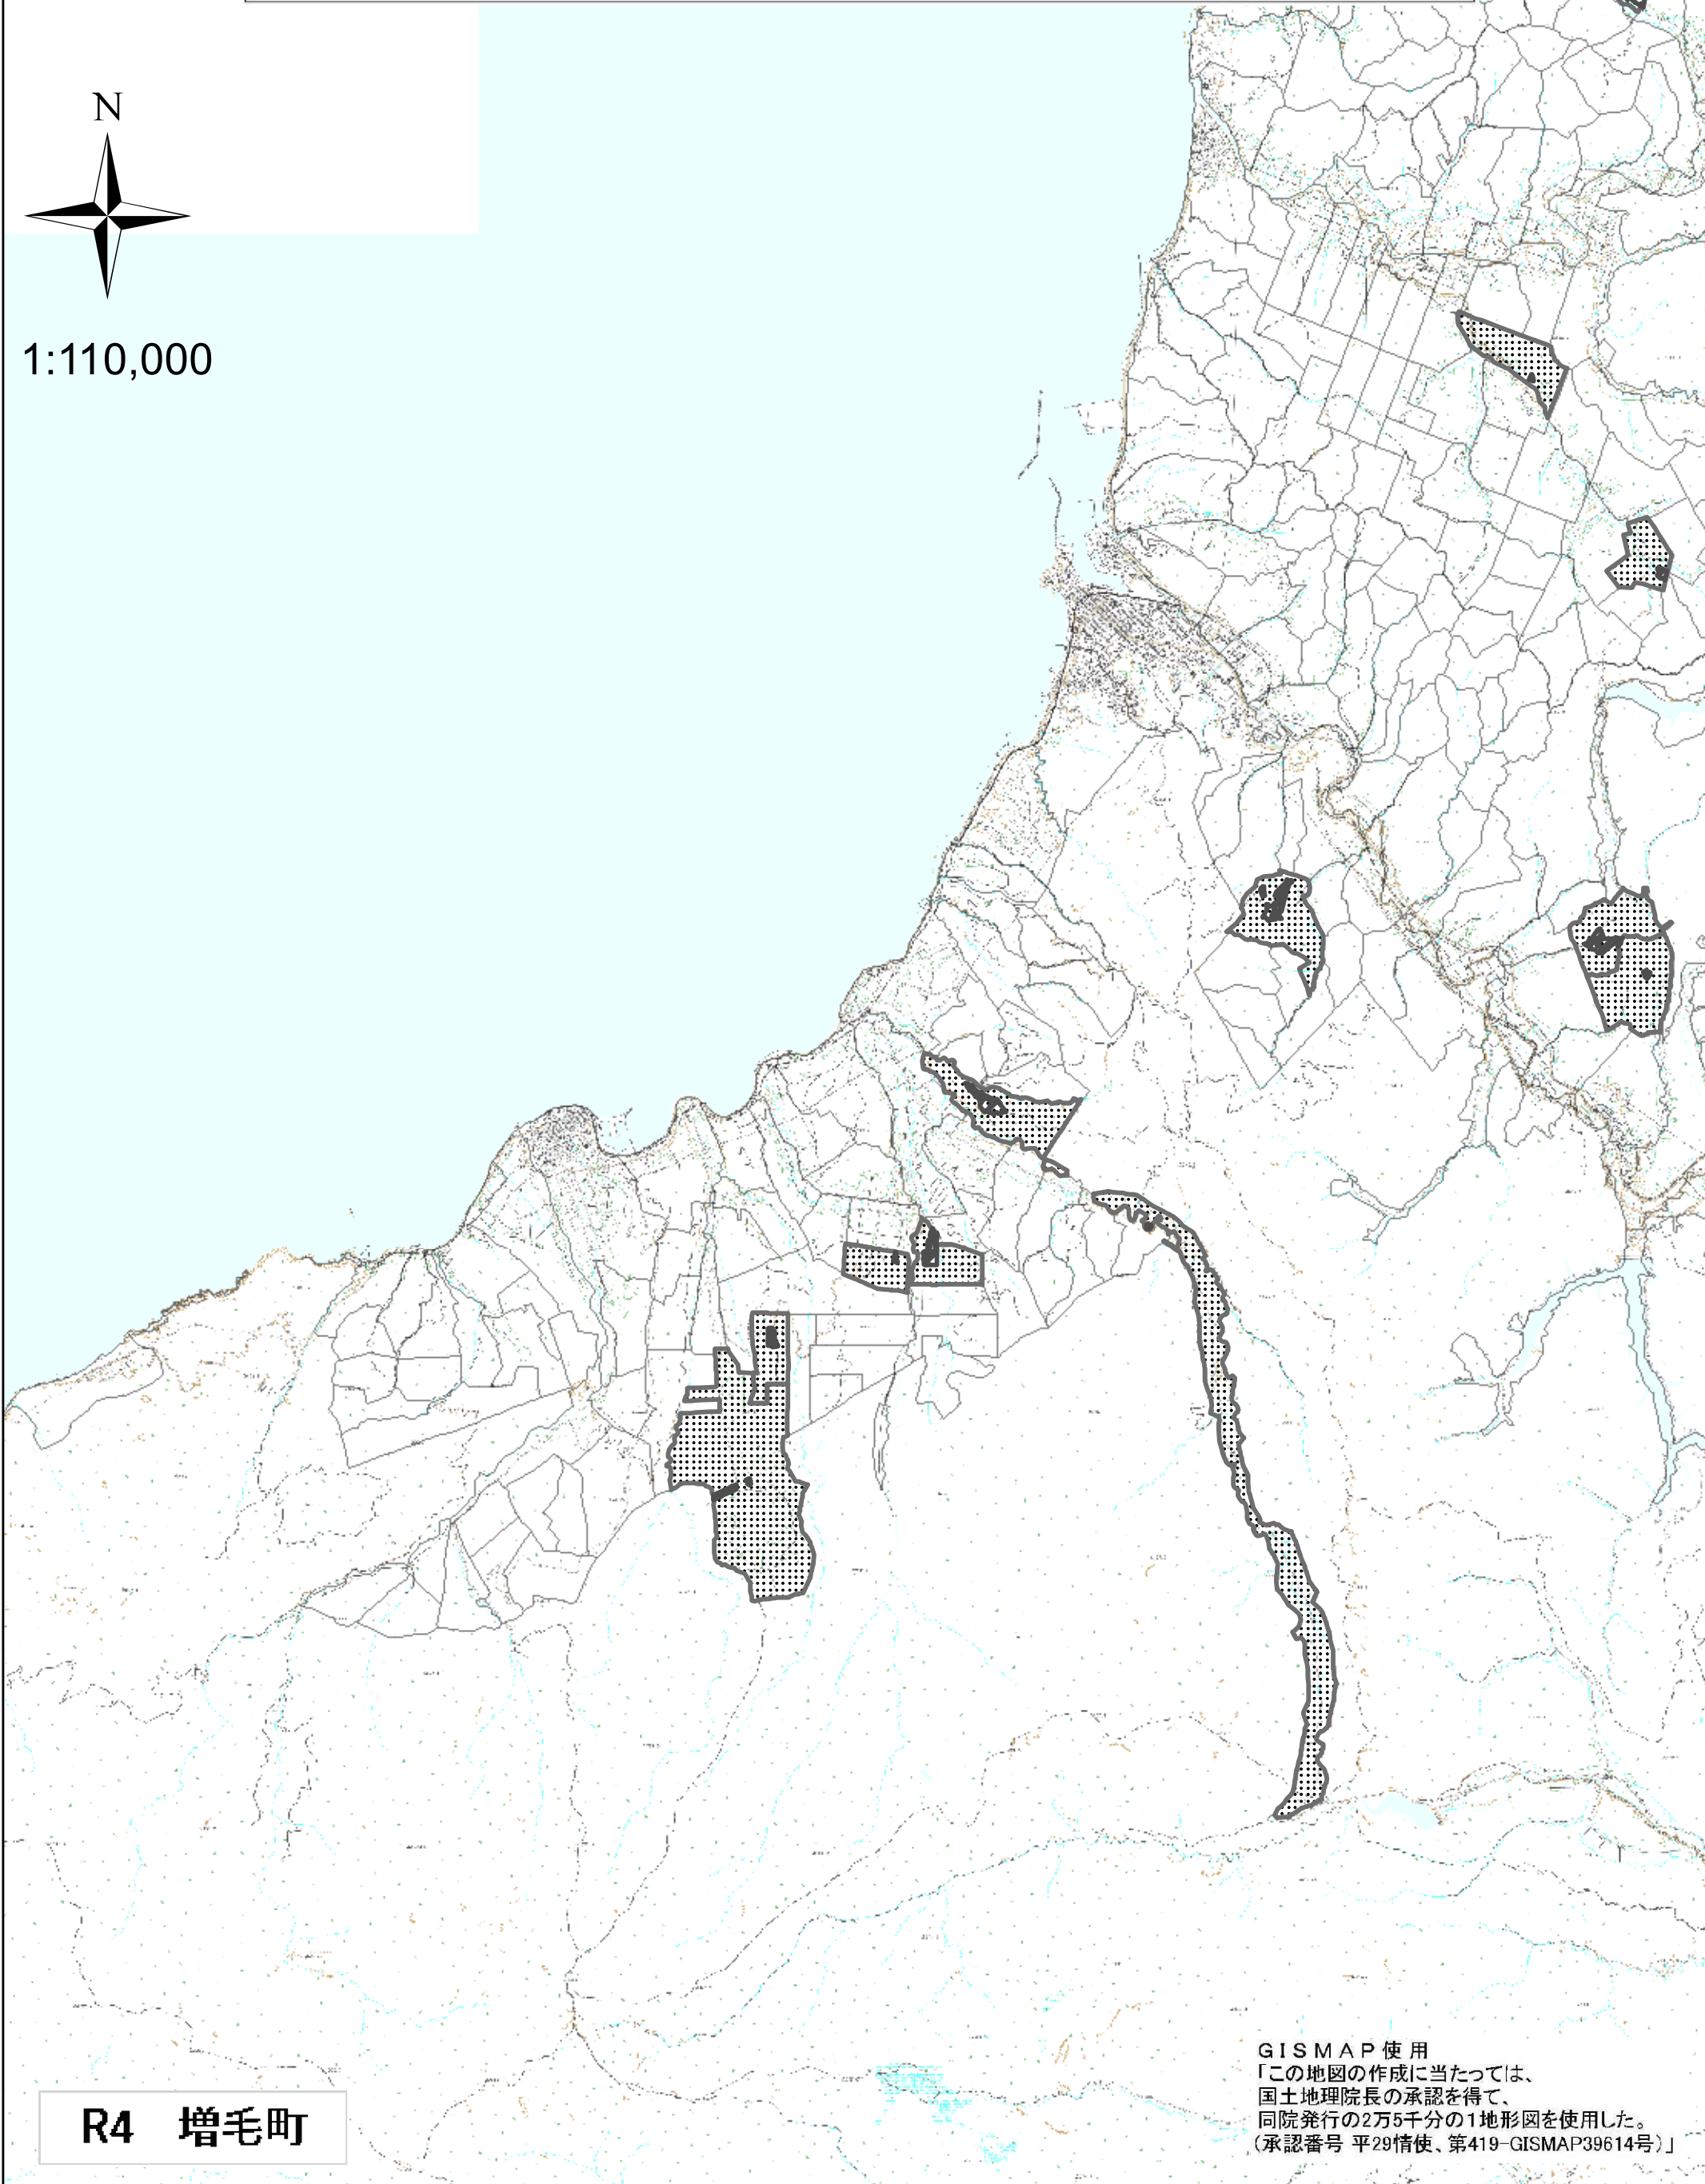 N
1:110,000
GISMAP使用
「この地図の作成に当たっては、
国土地理院長の承認を得て、
同院発行の2万5千分の1地形図を使用した。
(承認番号 平29情使、第419-GISMAP39614号)」
R4 増毛町